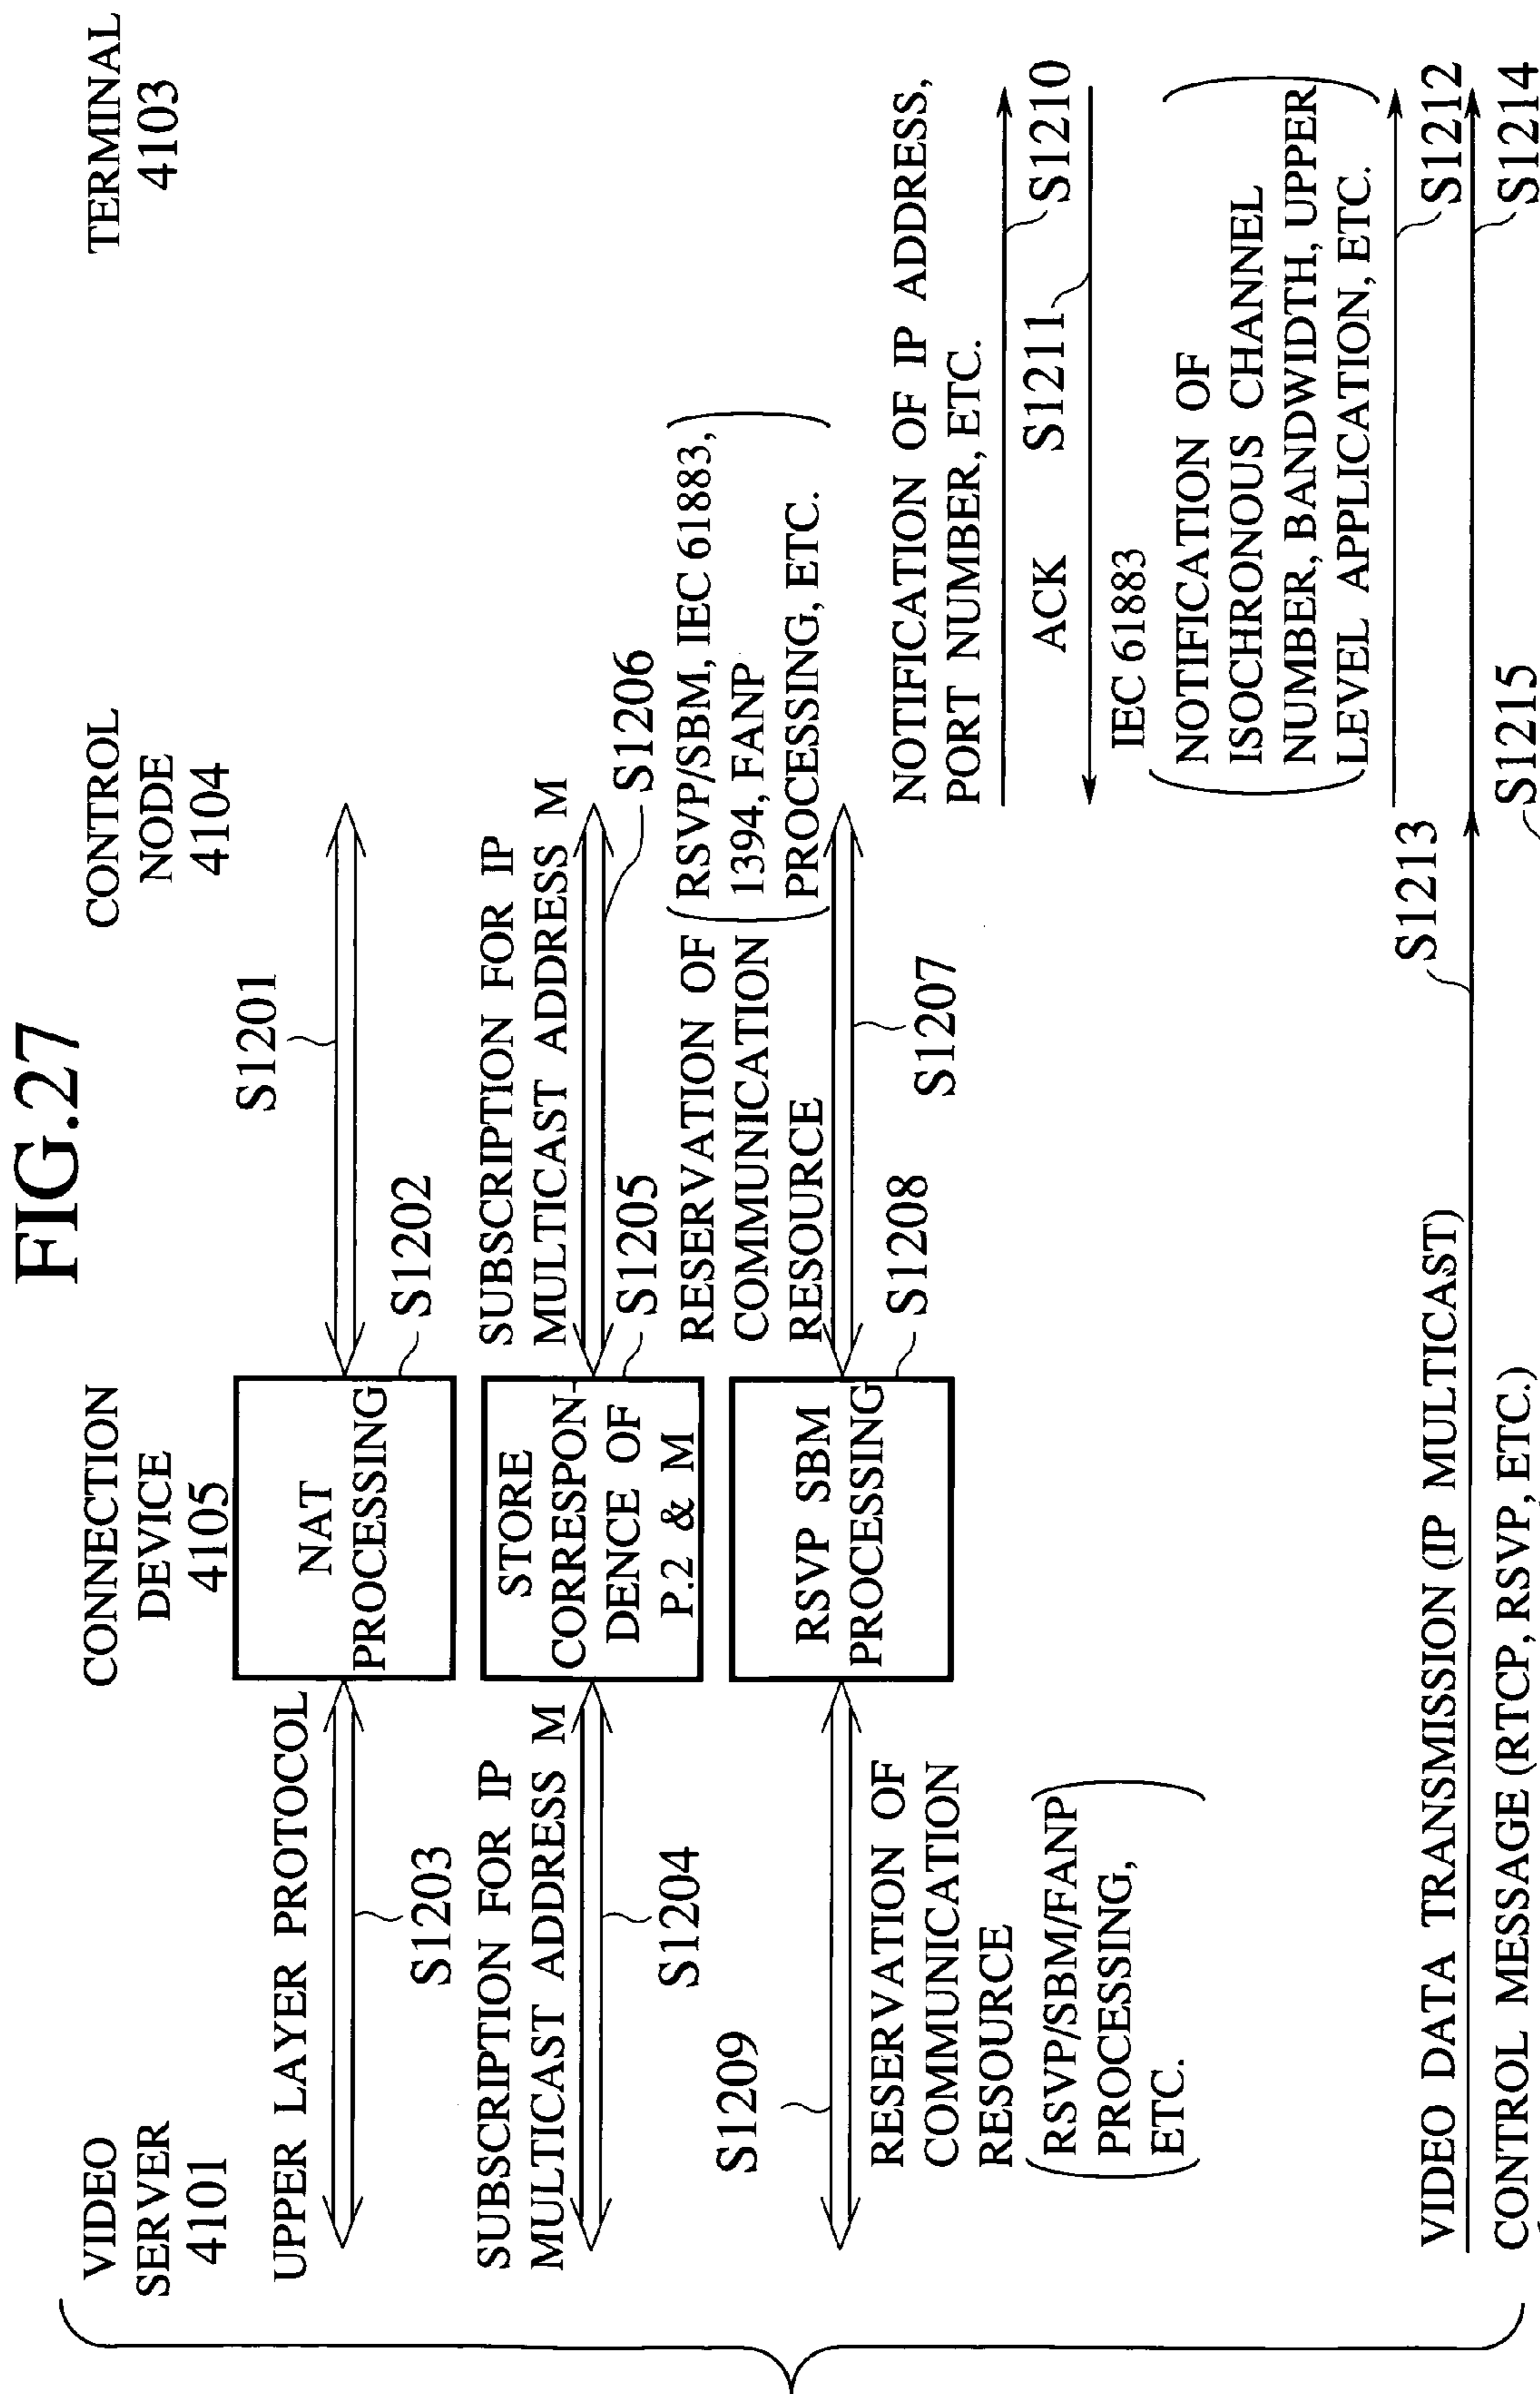 FIG.27
VIDEO
SERVER
4101
CONNECTION
DEVICE
4105
CONTROL
NODE
4104
TERMINAL
4103
UPPER LAYER PROTOCOL
S1203
NAT
PROCESSING
S1202
S1201
SUBSCRIPTION FOR IP
MULTICAST ADDRESS M
S1204
STORE
CORRESPON-
DENCE OF
P.2 & M
S1205
SUBSCRIPTION FOR IP
MULTICAST ADDRESS M
S1206
S1209
RESERVATION OF
COMMUNICATION
RESOURCE
RSVP/SBM/FANP
PROCESSING,
ETC.
RSVP SBM
PROCESSING
S1208
RESERVATION OF
COMMUNICATION
RESOURCE
RSVP/SBM, IEC 61883,
1394, FANP
PROCESSING, ETC.
S1207
NOTIFICATION OF IP ADDRESS,
PORT NUMBER, ETC.
S1210
ACK
S1211
IEC 61883
NOTIFICATION OF
ISOCHRONOUS CHANNEL
NUMBER, BANDWIDTH, UPPER
LEVEL APPLICATION, ETC.
S1212
VIDEO DATA TRANSMISSION (IP MULTICAST)
S1213
S1214
CONTROL MESSAGE (RTCP, RSVP, ETC.)
S1215